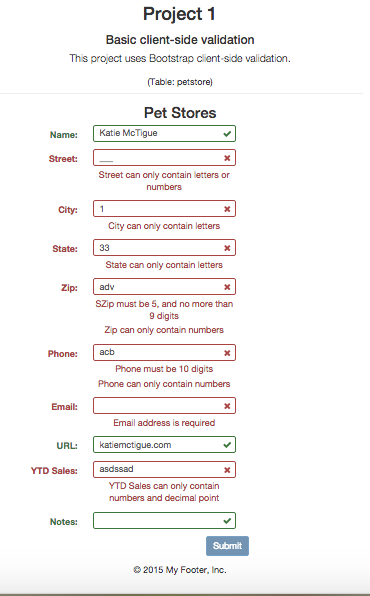 Project 1
Basic client-side validation
This project uses Bootstrap client-side validation.
(Table: petstore)
Pet Stores
Name: Katie McTigue
Street: ___
Street can only contain letters or
numbers
City: 1
City can only contain letters
State: 33
State can only contain letters
Zip: adv
SZip must be 5, and no more than
9 digits
Zip can only contain numbers
Phone: acb
Phone must be 10 digits
Phone can only contain numbers
Email:
Email address is required
URL: katiemctigue.com
YTD Sales: asdssad
YTD Sales can only contain
numbers and decimal point
Notes:
Submit
© 2015 My Footer, Inc.